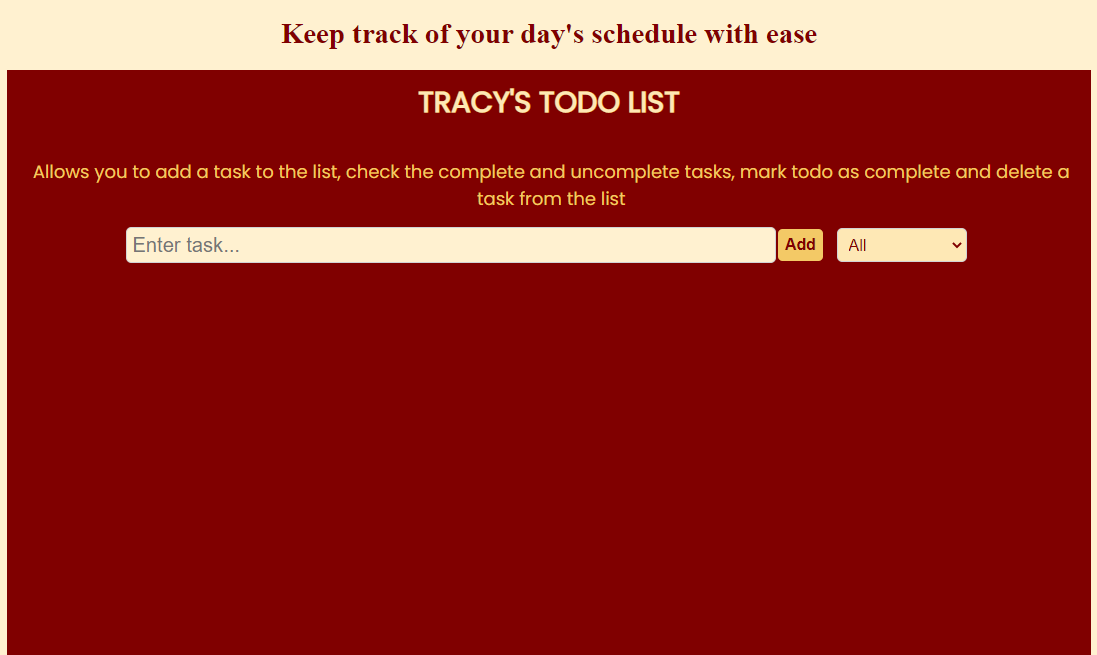 Keep track of your day's schedule with ease
TRACY'S TODO LIST
Allows you to add a task to the list, check the complete and uncomplete tasks, mark todo as complete and delete a
task from the list
Enter task... Add All